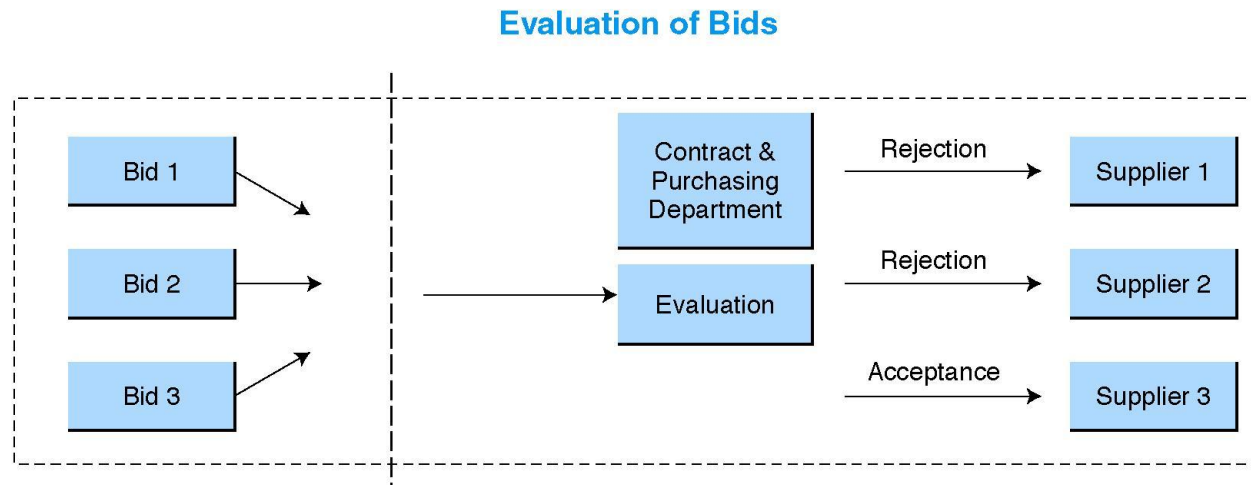 Evaluation of Bids
Bid 1
Bid 2
Bid 3
Contract &
Purchasing
Department
Evaluation
Rejection
Rejection
Acceptance
Supplier 1
Supplier 2
Supplier 3